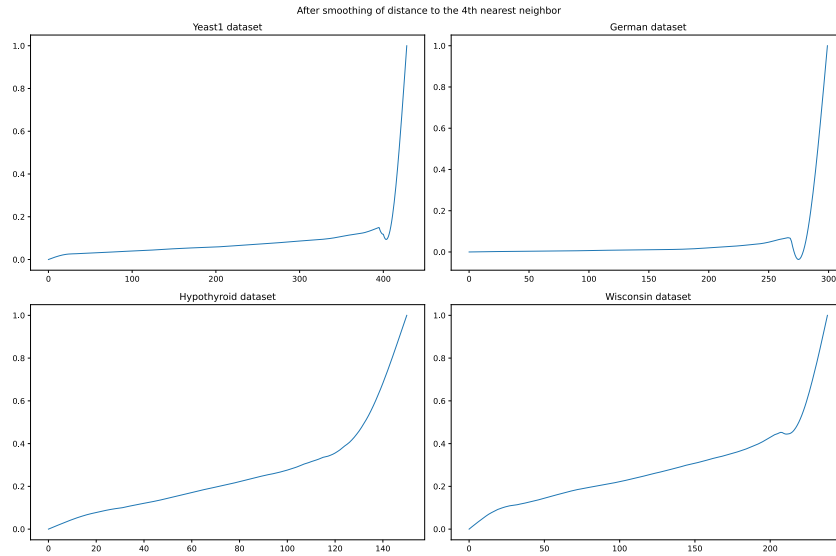 After smoothing of distance to the 4th nearest neighbor
Yeast1 dataset
1.0
0.8
0.6
0.4
0.2
0.0
0 100 200 300 400
German dataset
1.0
0.8
0.6
0.4
0.2
0.0
0 50 100 150 200 250 300
Hypothyroid dataset
1.0
0.8
0.6
0.4
0.2
0.0
0 20 40 60 80 100 120 140
Wisconsin dataset
1.0
0.8
0.6
0.4
0.2
0.0
0 50 100 150 200